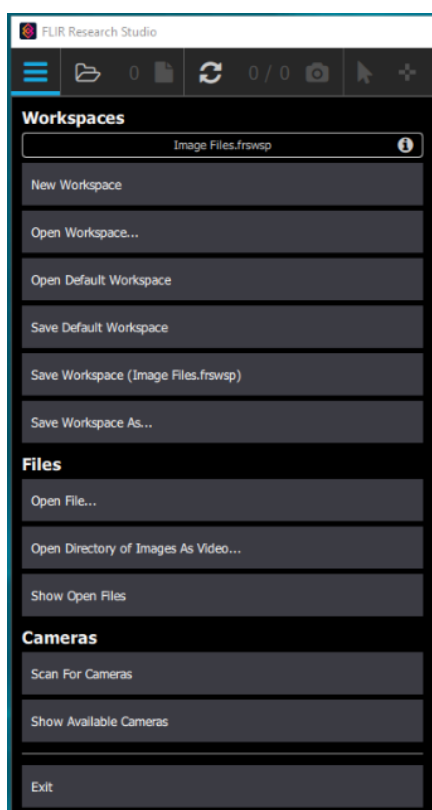 FLIR Research Studio
0
0 / 0
Workspaces
Image Files.frswsp
New Workspace
Open Workspace...
Open Default Workspace
Save Default Workspace
Save Workspace (Image Files.frswsp)
Save Workspace As...
Files
Open File...
Open Directory of Images As Video...
Show Open Files
Cameras
Scan For Cameras
Show Available Cameras
Exit